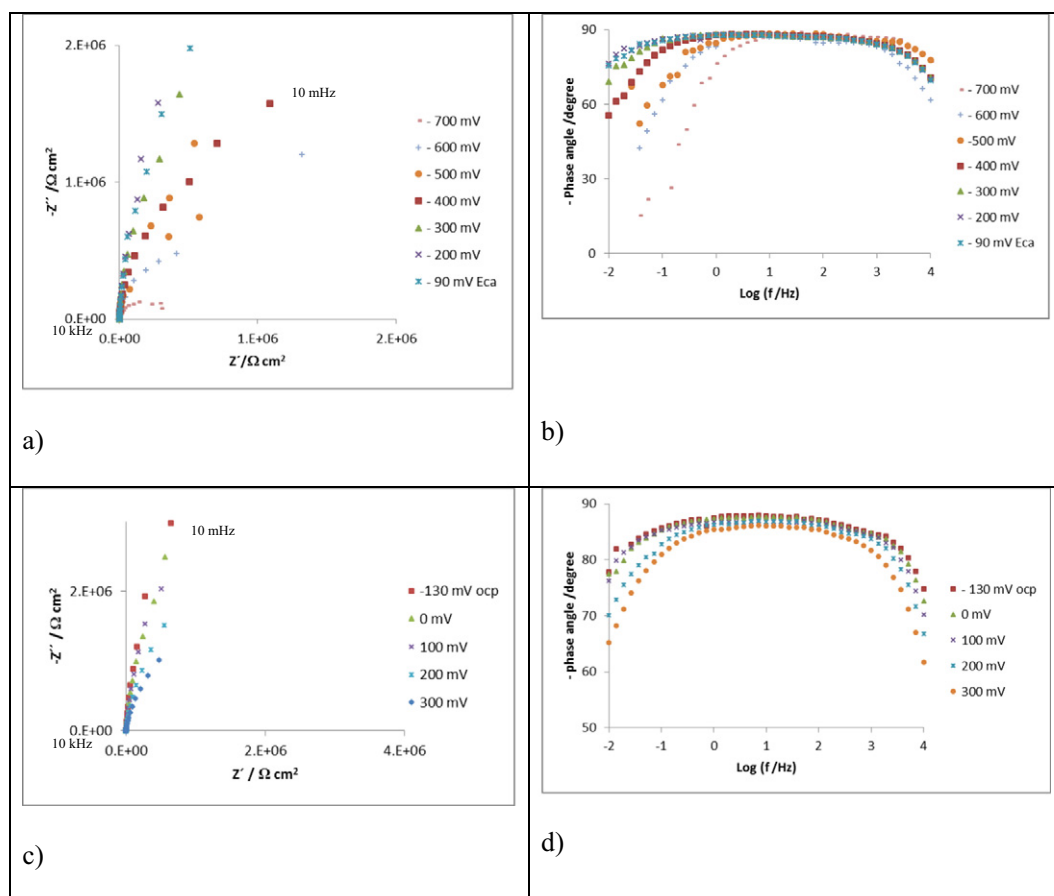 2.E+06
1.E+06
0.E+00
-Z´´ /Ω cm²
10 mHz
10 kHz
0.E+00
1.E+06
2.E+06
Z´/Ω cm²
- 700 mV
- 600 mV
-500 mV
- 400 mV
- 300 mV
- 200 mV
- 90 mV Eca
a)
90
60
30
0
- Phase angle /degree
-2
-1
0
1
2
3
4
Log (f /Hz)
- 700 mV
- 600 mV
-500 mV
- 400 mV
- 300 mV
- 200 mV
- 90 mV Eca
b)
2.E+06
0.E+00
-Z´´ / Ω cm²
10 mHz
10 kHz
0.E+00
2.E+06
4.E+06
Z´ / Ω cm²
-130 mV ocp
0 mV
100 mV
200 mV
300 mV
c)
90
80
70
60
50
- phase angle /degree
-2
-1
0
1
2
3
4
Log (f /Hz)
- 130 mV ocp
0 mV
100 mV
200 mV
300 mV
d)